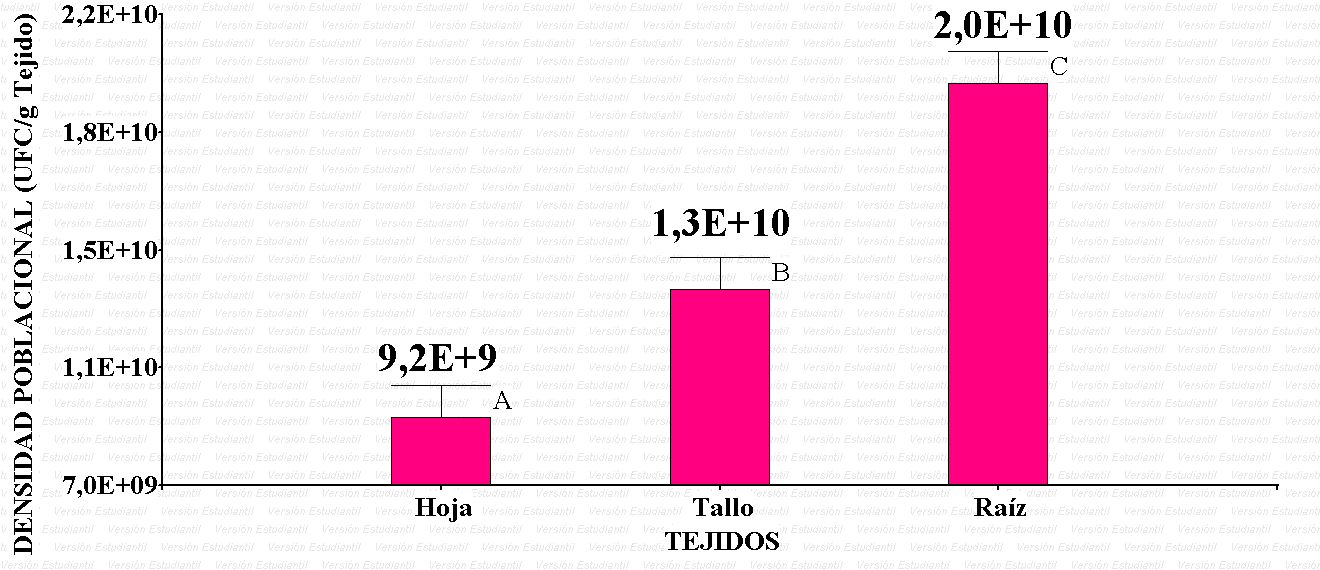 DENSIDAD POBLACIONAL (UFC/g Tejido)
2,2E+10
1,8E+10
1,5E+10
1,1E+10
7,0E+09
9,2E+9
A
1,3E+10
B
2,0E+10
C
Hoja
Tallo
Raíz
TEJIDOS
Versión Estudiantil